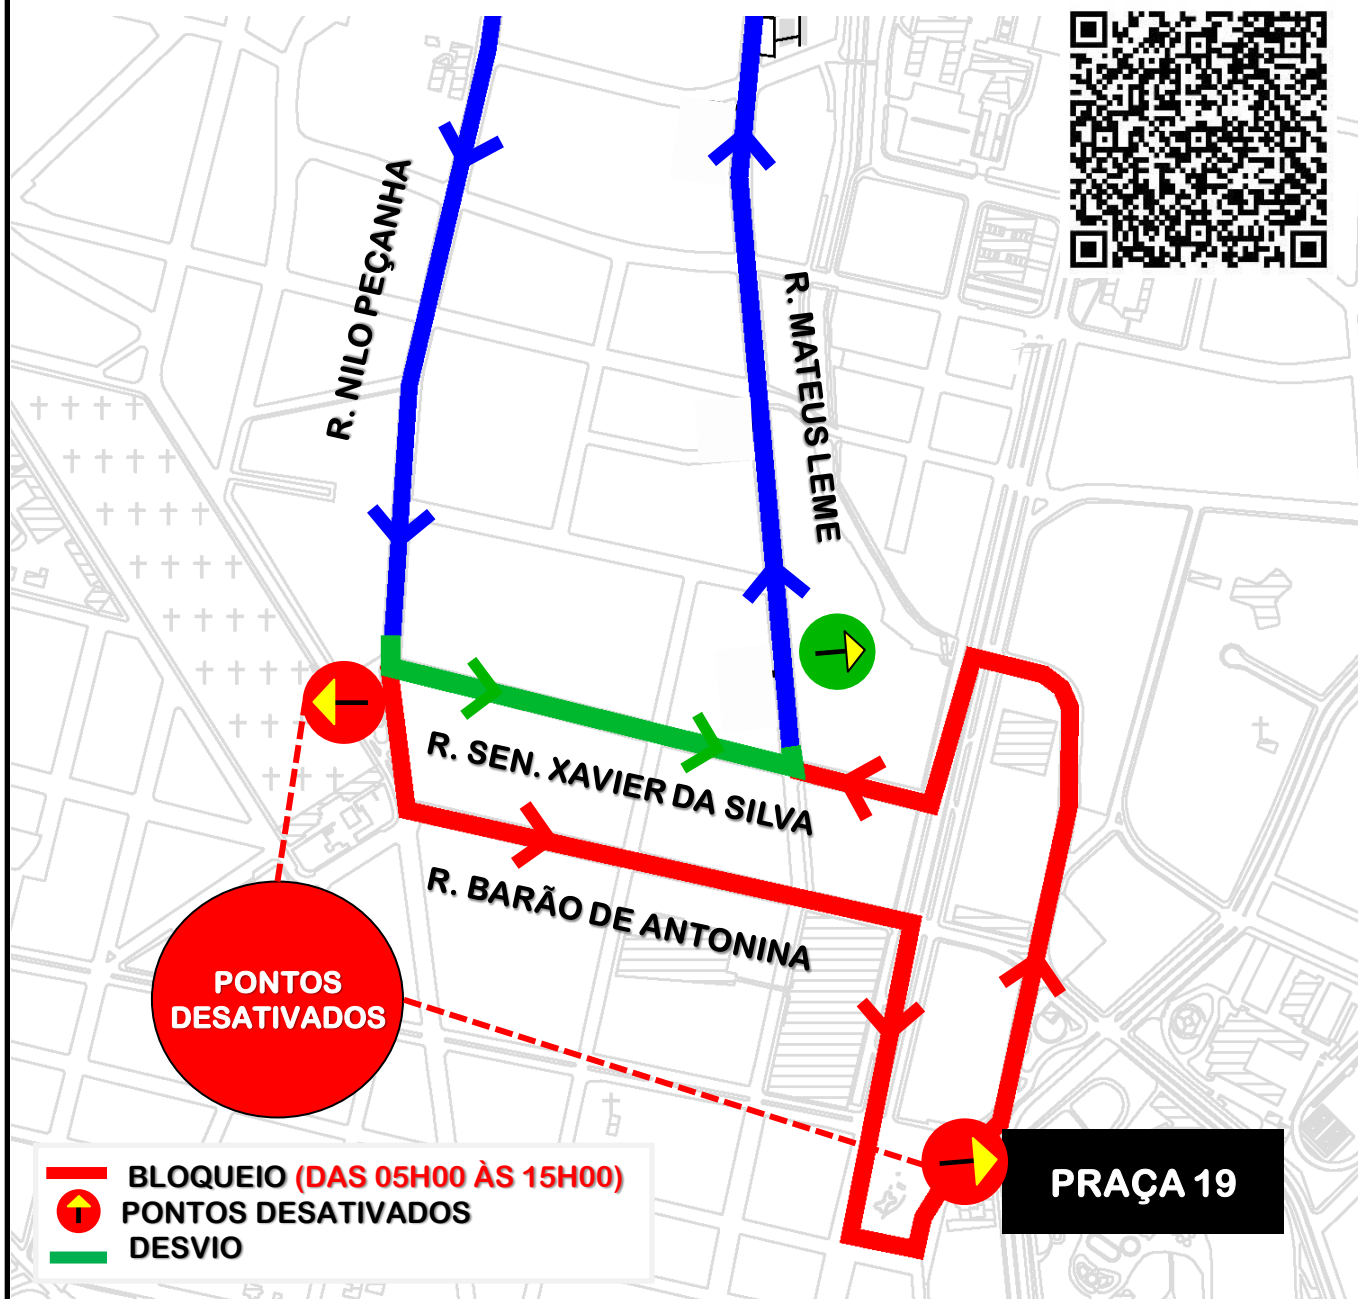 R. NILO PEÇANHA
R. MATEUS LEME
R. SEN. XAVIER DA SILVA
R. BARÃO DE ANTONINA
PONTOS
DESATIVADOS
PRAÇA 19
BLOQUEIO (DAS 05H00 ÀS 15H00)
PONTOS DESATIVADOS
DESVIO